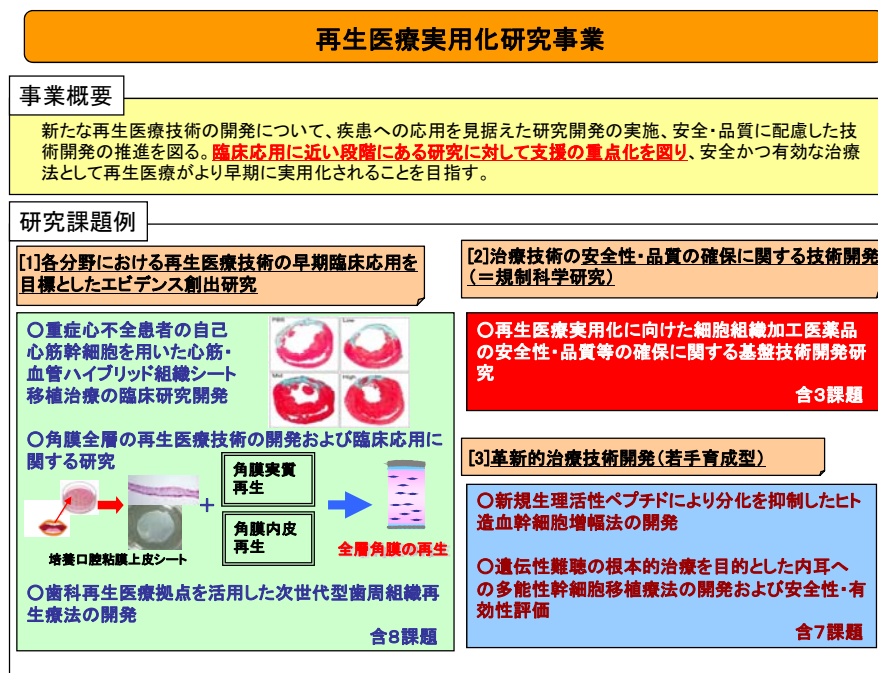 再生医療実用化研究事業
事業概要
新たな再生医療技術の開発について、疾患への応用を見据えた研究開発の実施、安全・品質に配慮した技
術開発の推進を図る。臨床応用に近い段階にある研究に対して支援の重点化を図り、安全かつ有効な治療
法として再生医療がより早期に実用化されることを目指す。
研究課題例
[1]各分野における再生医療技術の早期臨床応用を
目標としたエビデンス創出研究
○重症心不全患者の自己
心筋幹細胞を用いた心筋・
血管ハイブリッド組織シート
移植治療の臨床研究開発
PBS
Low
Mid
High
○角膜全層の再生医療技術の開発および臨床応用に
関する研究
角膜実質
再生
+
角膜内皮
再生
培養口腔粘膜上皮シート
全層角膜の再生
○歯科再生医療拠点を活用した次世代型歯周組織再
生療法の開発
含8課題
[2]治療技術の安全性・品質の確保に関する技術開発
(=規制科学研究)
○再生医療実用化に向けた細胞組織加工医薬品
の安全性・品質等の確保に関する基盤技術開発研
究
含3課題
[3]革新的治療技術開発(若手育成型)
○新規生理活性ペプチドにより分化を抑制したヒト
造血幹細胞増幅法の開発
○遺伝性難聴の根本的治療を目的とした内耳へ
の多能性幹細胞移植療法の開発および安全性・有
効性評価
含7課題